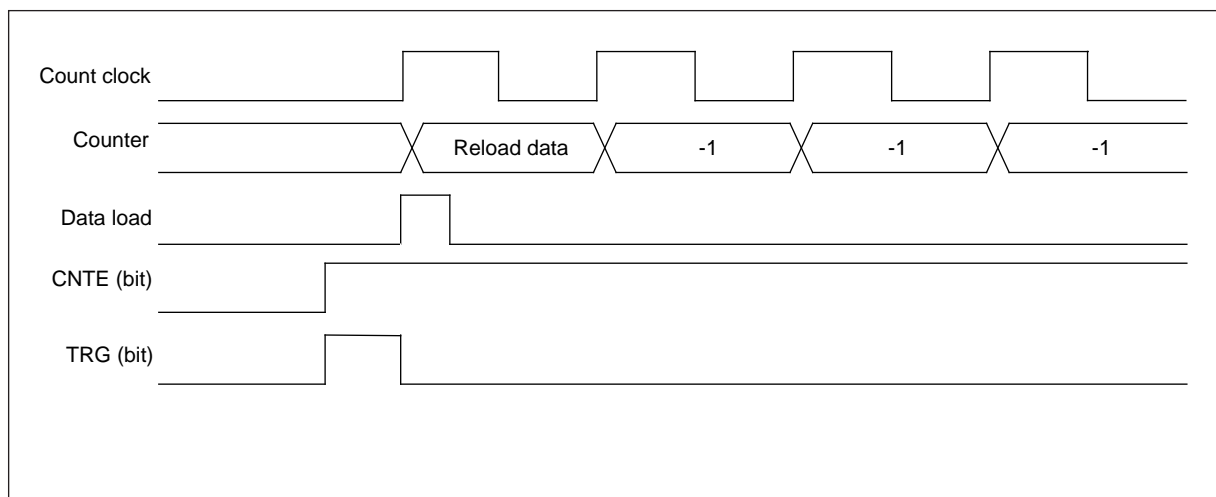 Count clock
Counter
Reload data
-1
-1
-1
Data load
CNTE (bit)
TRG (bit)